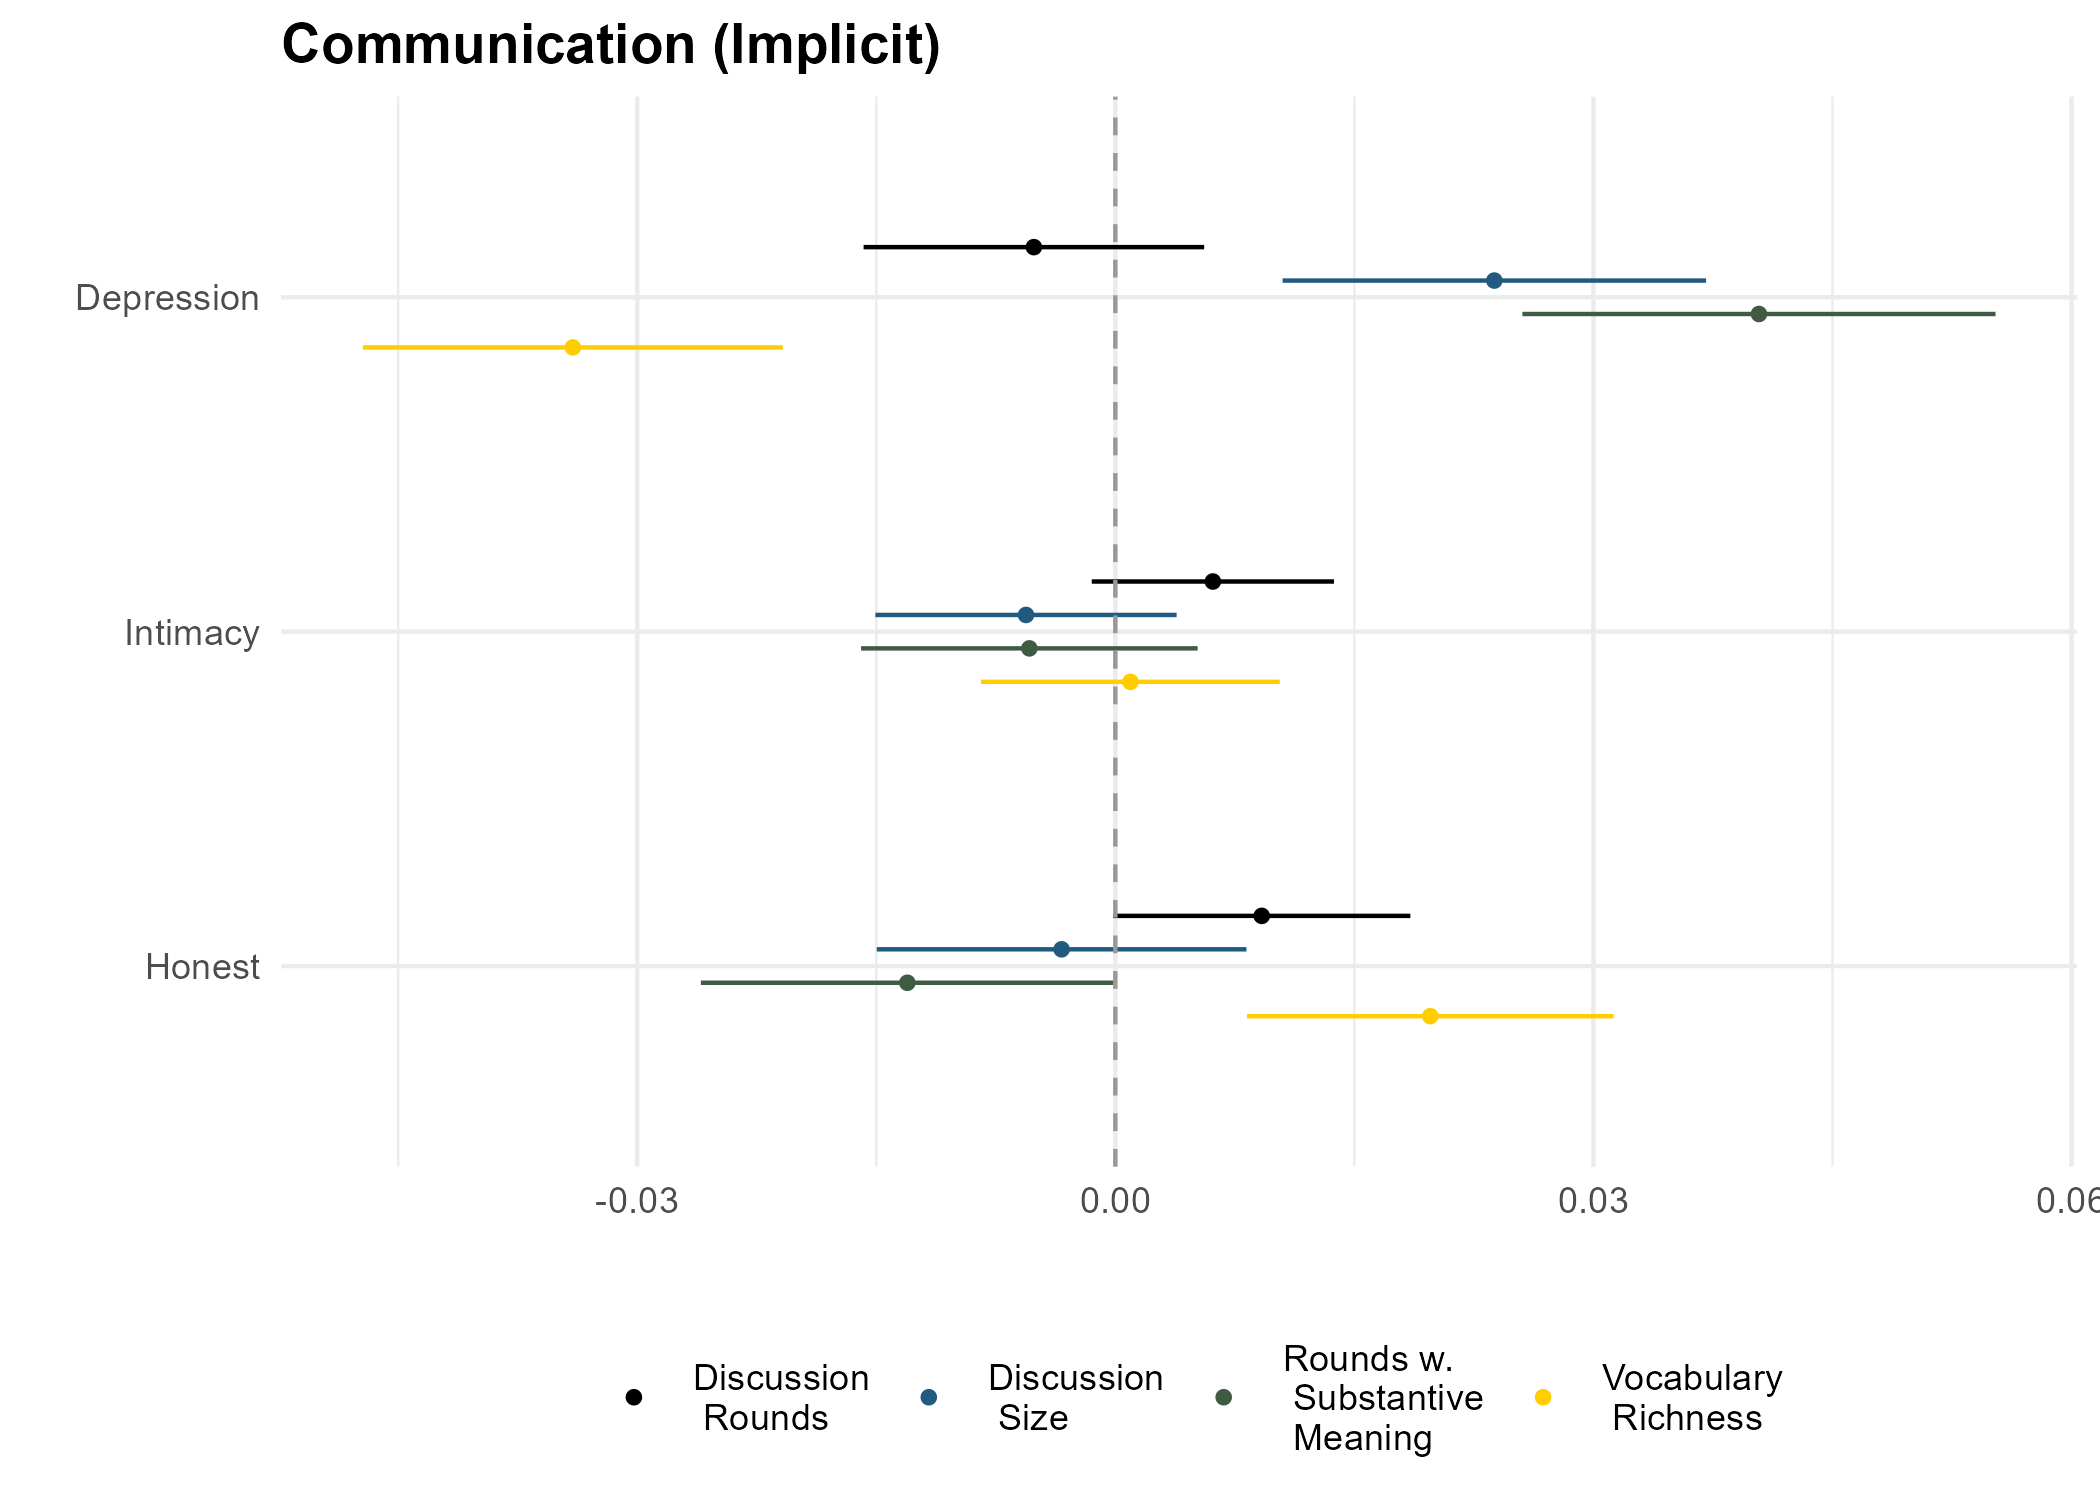 Communication (Implicit)
Depression
Intimacy
Honest
-0.03 0.00 0.03 0.06
Discussion
Rounds
Discussion
Size
Rounds w.
Substantive
Meaning
Vocabulary
Richness